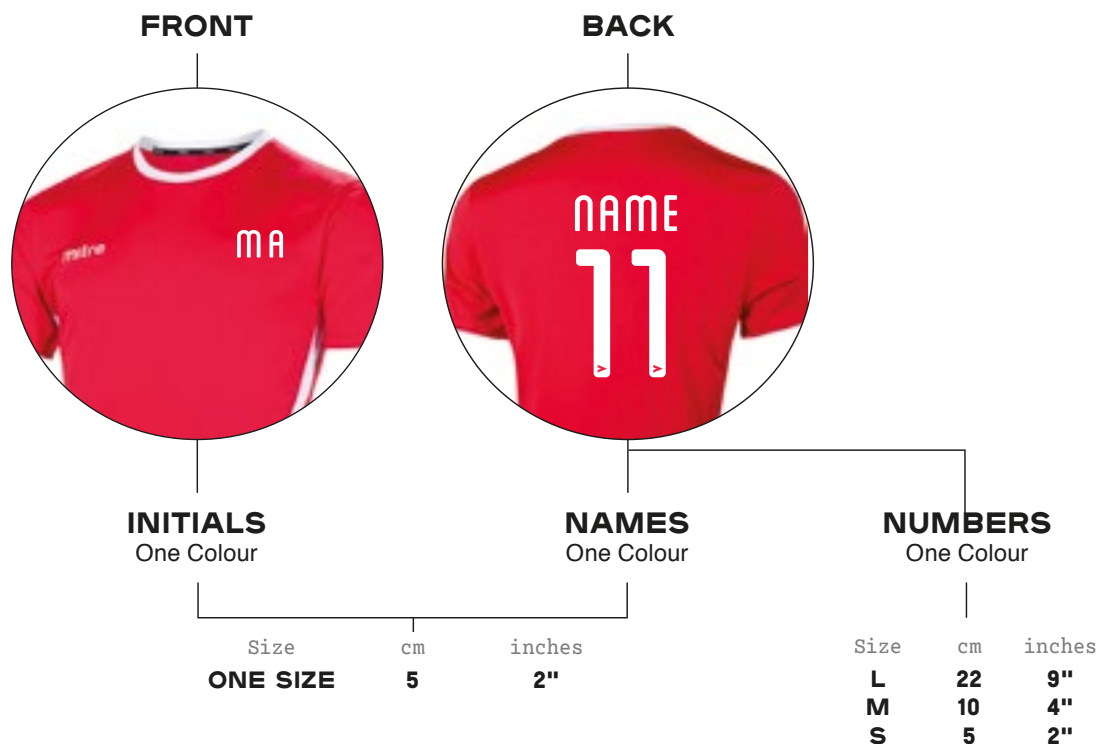 FRONT
BACK
mitre
MA
NAME
11
INITIALS
One Colour
NAMES
One Colour
NUMBERS
One Colour
Size cm inches
ONE SIZE 5 2"
Size cm inches
L 22 9"
M 10 4"
S 5 2"